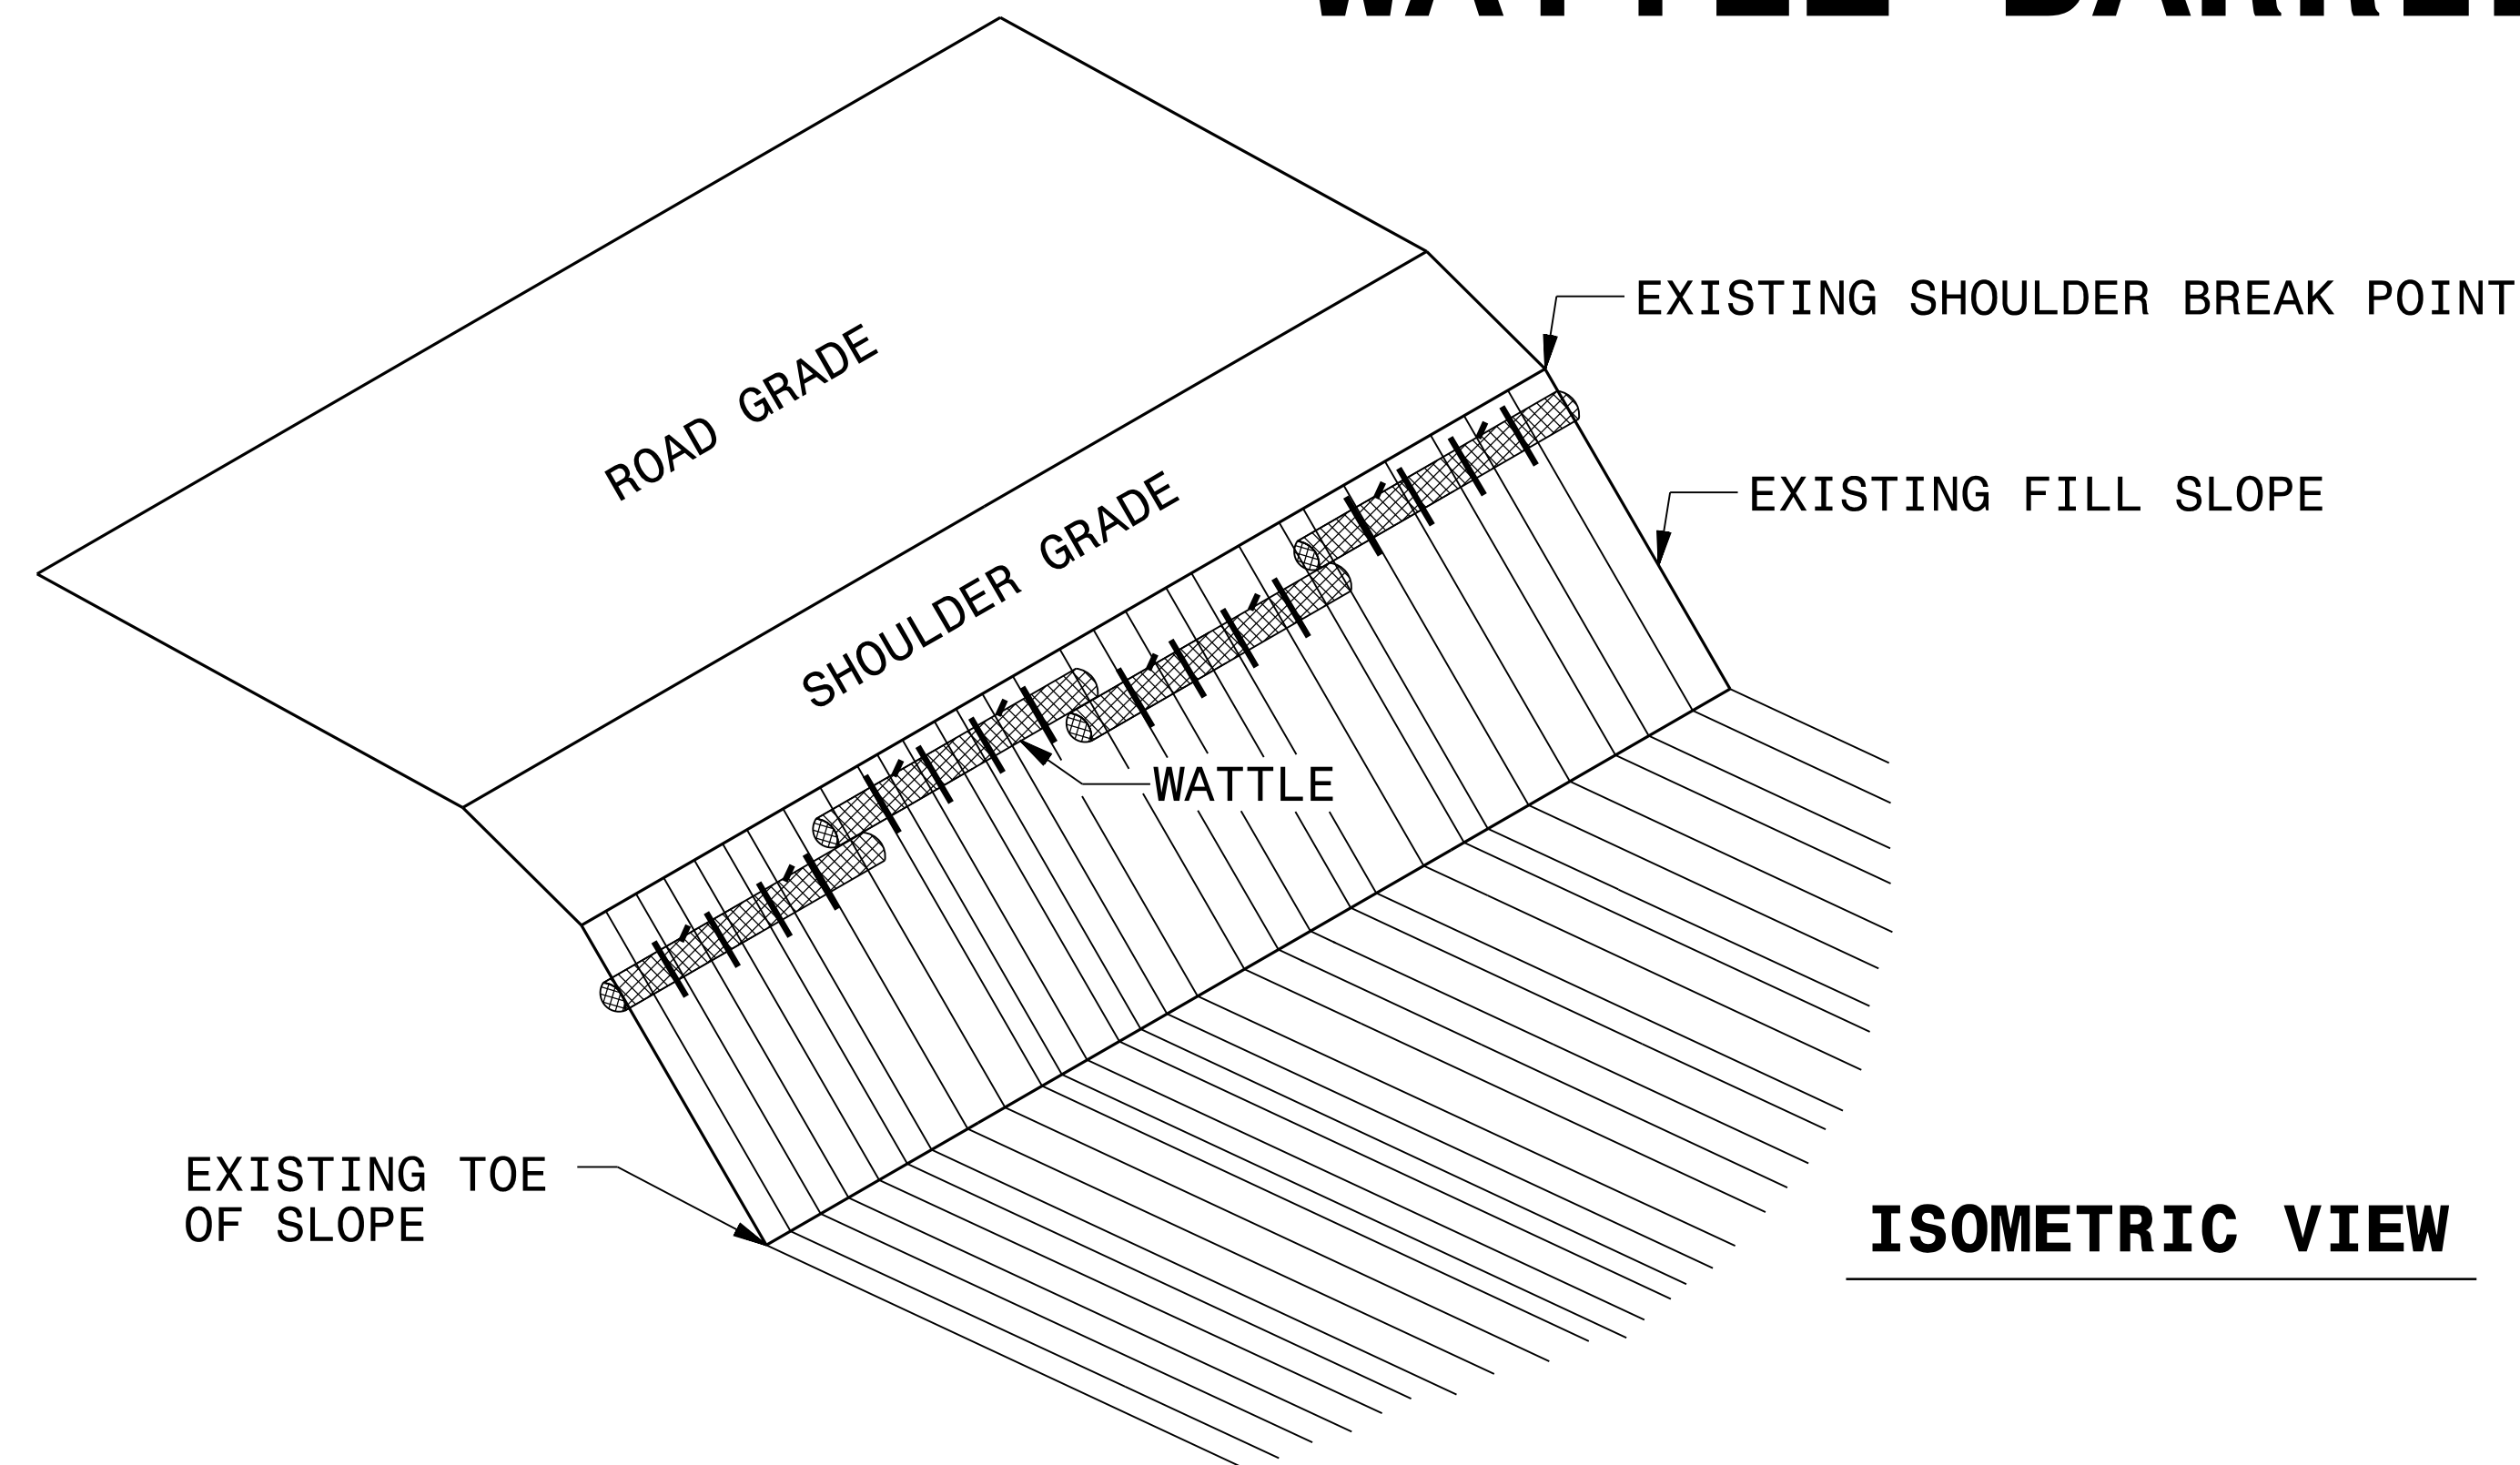 EXISTING SHOULDER BREAK POINT
ROAD GRADE
EXISTING FILL SLOPE
SHOULDER GRADE
WATTLE
EXISTING TOE
OF SLOPE
ISOMETRIC VIEW